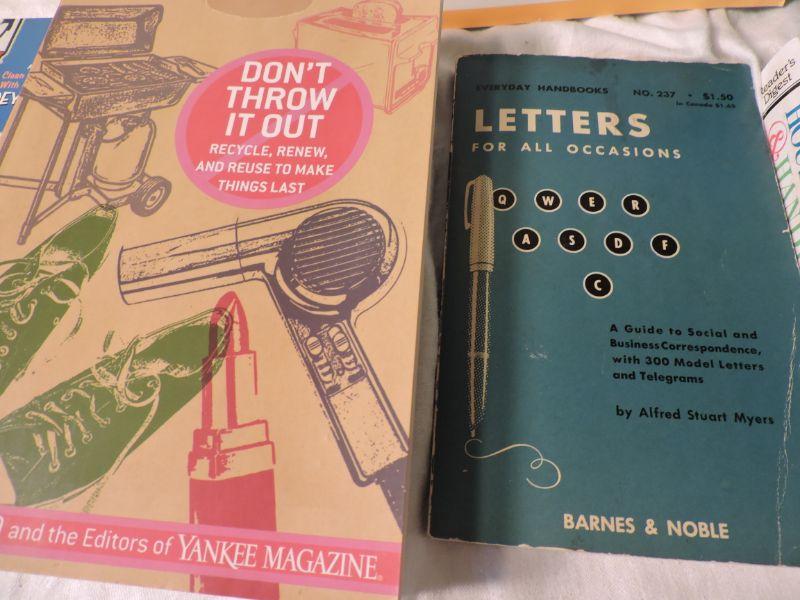 Clean
With
DON'T
THROW
IT OUT
RECYCLE, RENEW,
AND REUSE TO MAKE
THINGS LAST
and the Editors of YANKEE MAGAZINE®
EVERYDAY HANDBOOKS NO. 237 • $1.50
In Canada $1.65
LETTERS
FOR ALL OCCASIONS
Q W E R
A S D F
C
A Guide to Social and
Business Correspondence,
with 300 Model Letters
and Telegrams
by Alfred Stuart Myers
BARNES & NOBLE
Reader's
Digest
&